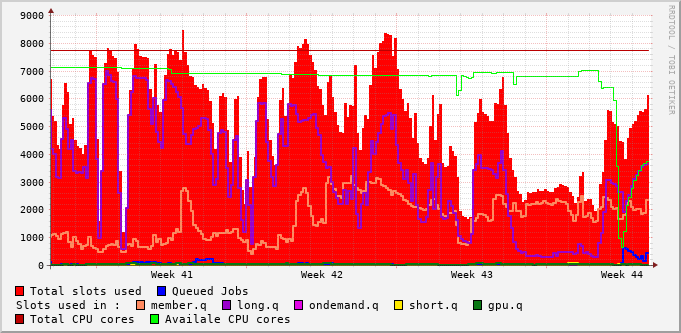 9000
8000
7000
6000
5000
4000
3000
2000
1000
0
Week 41 Week 42 Week 43 Week 44
Total slots used Queued Jobs
Slots used in : member.q long.q ondemand.q short.q gpu.q
Total CPU cores Availale CPU cores
RRDTOOL / TOBI OETIKER